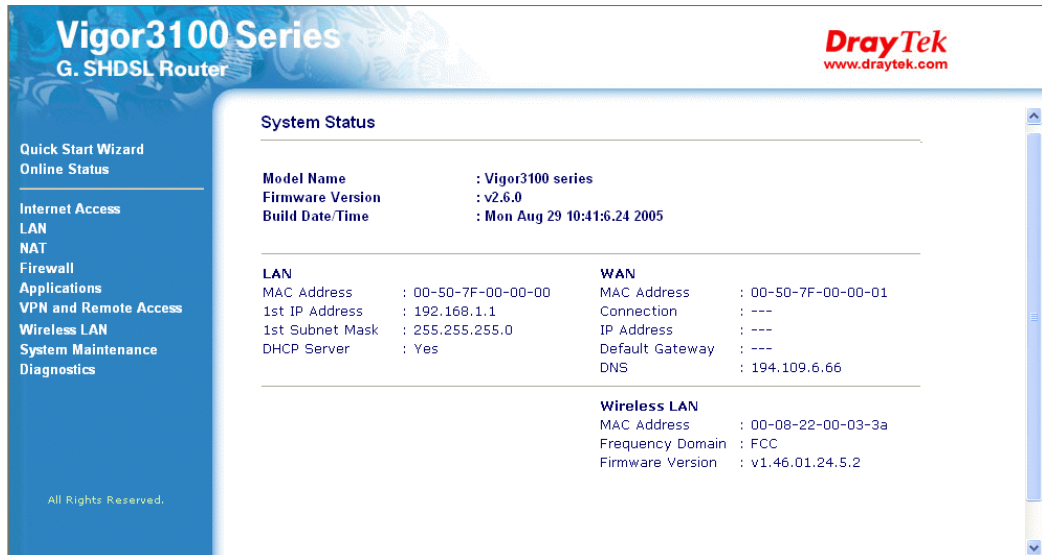 Vigor3100 Series
G. SHDSL Router
DrayTek
www.draytek.com
Quick Start Wizard
Online Status
Internet Access
LAN
NAT
Firewall
Applications
VPN and Remote Access
Wireless LAN
System Maintenance
Diagnostics
All Rights Reserved.
System Status
Model Name : Vigor3100 series
Firmware Version : v2.6.0
Build Date/Time : Mon Aug 29 10:41:6.24 2005
LAN
MAC Address : 00-50-7F-00-00-00
1st IP Address : 192.168.1.1
1st Subnet Mask : 255.255.255.0
DHCP Server : Yes
WAN
MAC Address : 00-50-7F-00-00-01
Connection : ---
IP Address : ---
Default Gateway : ---
DNS : 194.109.6.66
Wireless LAN
MAC Address : 00-08-22-00-03-3a
Frequency Domain : FCC
Firmware Version : v1.46.01.24.5.2